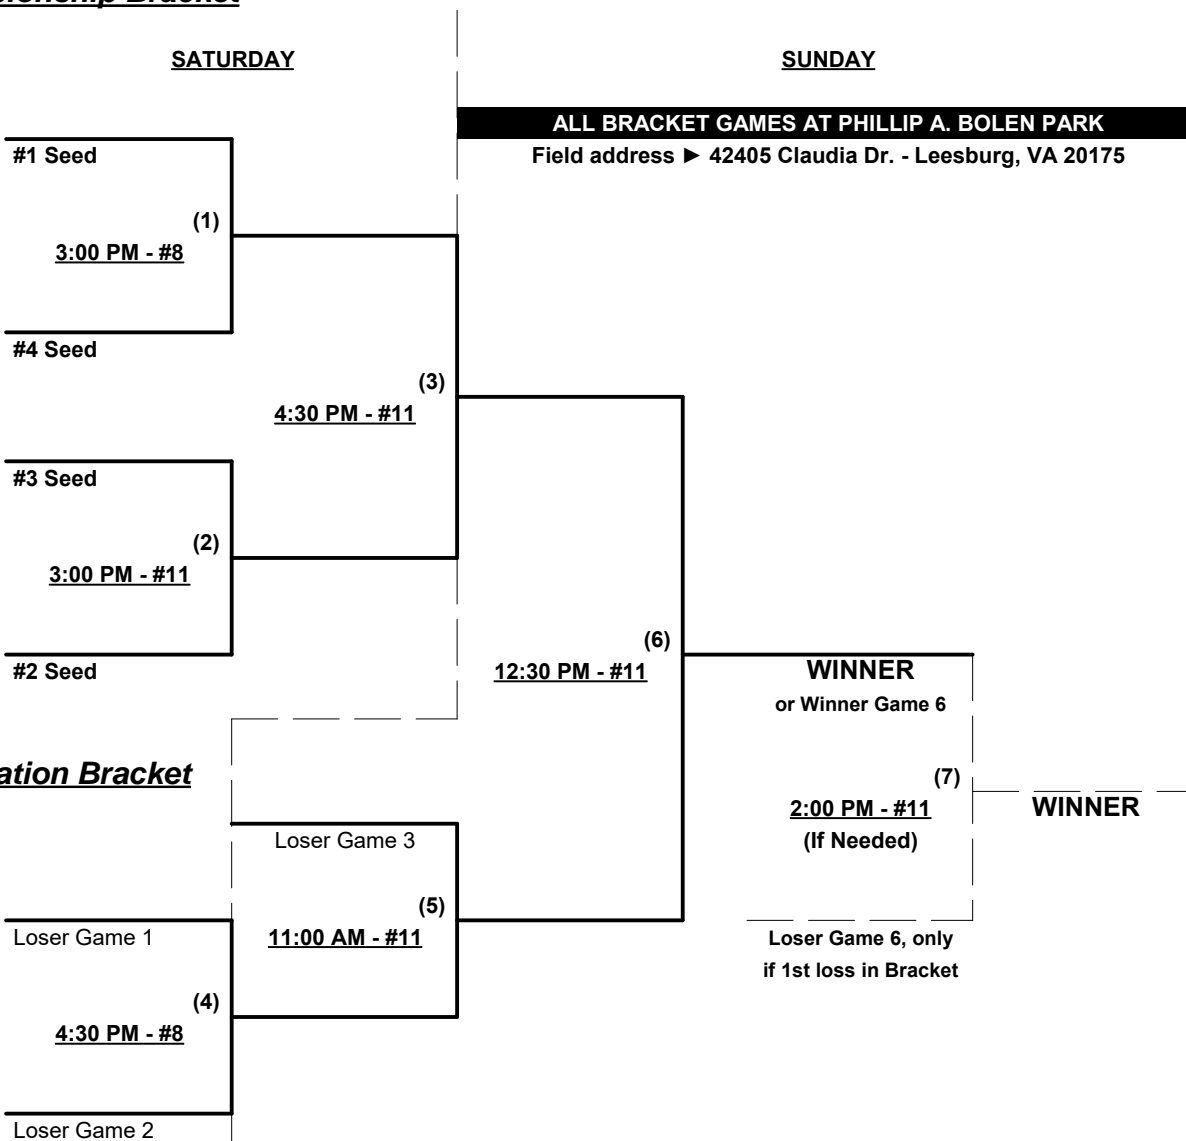 SATURDAY
SUNDAY
ALL BRACKET GAMES AT PHILLIP A. BOLEN PARK
Field address ► 42405 Claudia Dr. - Leesburg, VA 20175
#1 Seed
(1)
3:00 PM - #8
#4 Seed
(3)
4:30 PM - #11
#3 Seed
(2)
3:00 PM - #11
#2 Seed
(6)
12:30 PM - #11
WINNER
or Winner Game 6
(7)
2:00 PM - #11
(If Needed)
WINNER
Loser Game 6, only
if 1st loss in Bracket
Bracket
Loser Game 3
(5)
11:00 AM - #11
Loser Game 1
(4)
4:30 PM - #8
Loser Game 2